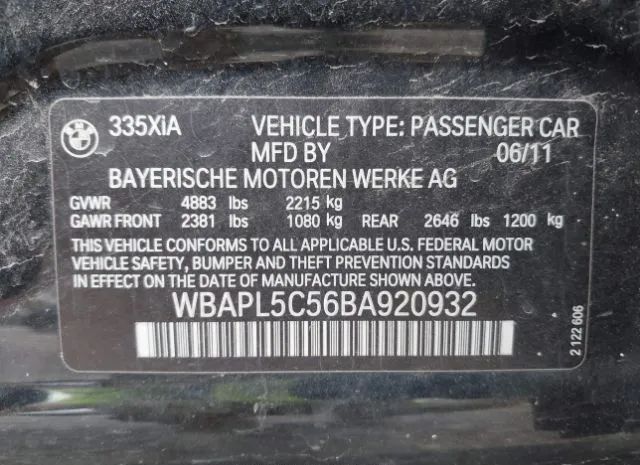 BMW
335XiA VEHICLE TYPE: PASSENGER CAR
MFD BY 06/11
BAYERISCHE MOTOREN WERKE AG
GVWR 4883 lbs 2215 kg
GAWR FRONT 2381 lbs 1080 kg REAR 2646 lbs 1200 kg
THIS VEHICLE CONFORMS TO ALL APPLICABLE U.S. FEDERAL MOTOR
VEHICLE SAFETY, BUMPER AND THEFT PREVENTION STANDARDS
IN EFFECT ON THE DATE OF MANUFACTURE SHOWN ABOVE.
WBAPL5C56BA920932
2 122 606